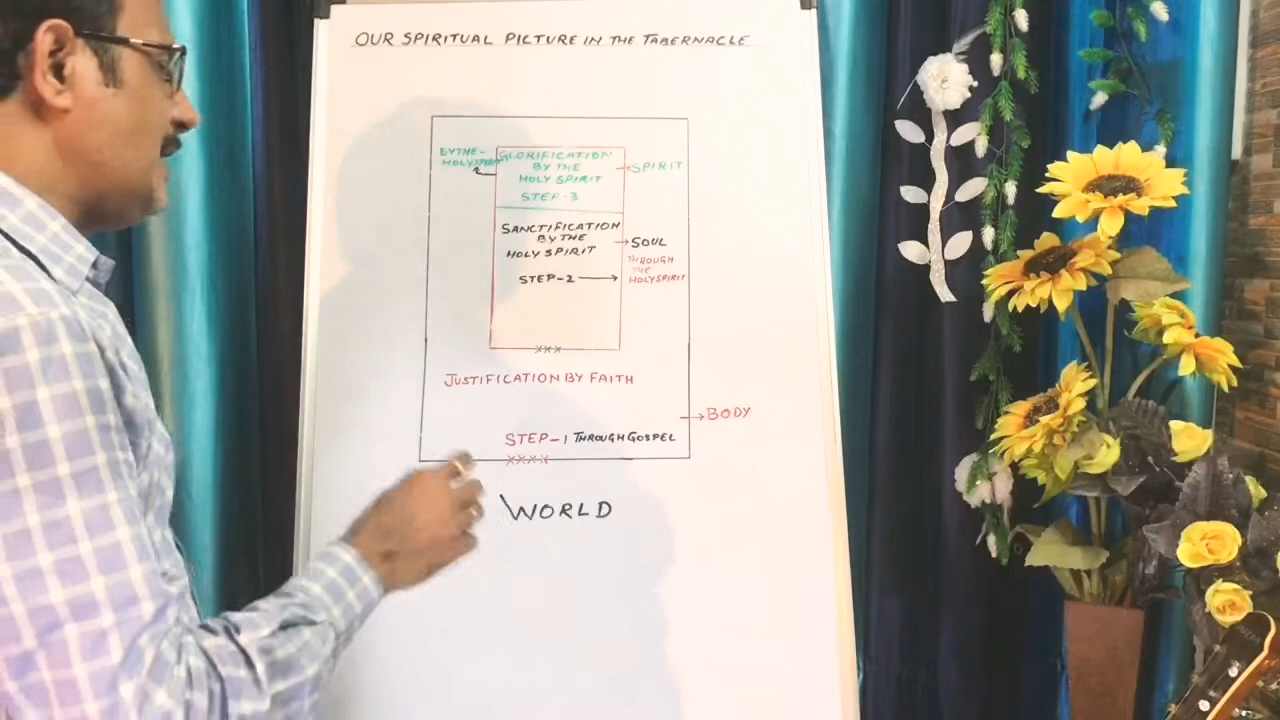 OUR SPIRITUAL PICTURE IN THE TABERNACLE
BY THE-
HOLY SPIRIT
GLORIFICATION
BY THE
HOLY SPIRIT
STEP-3
SPIRIT
SANCTIFICATION
BY THE
HOLY SPIRIT
STEP-2
SOUL
THROUGH
THE
HOLY SPIRIT
JUSTIFICATION BY FAITH
BODY
STEP-1 THROUGH GOSPEL
WORLD